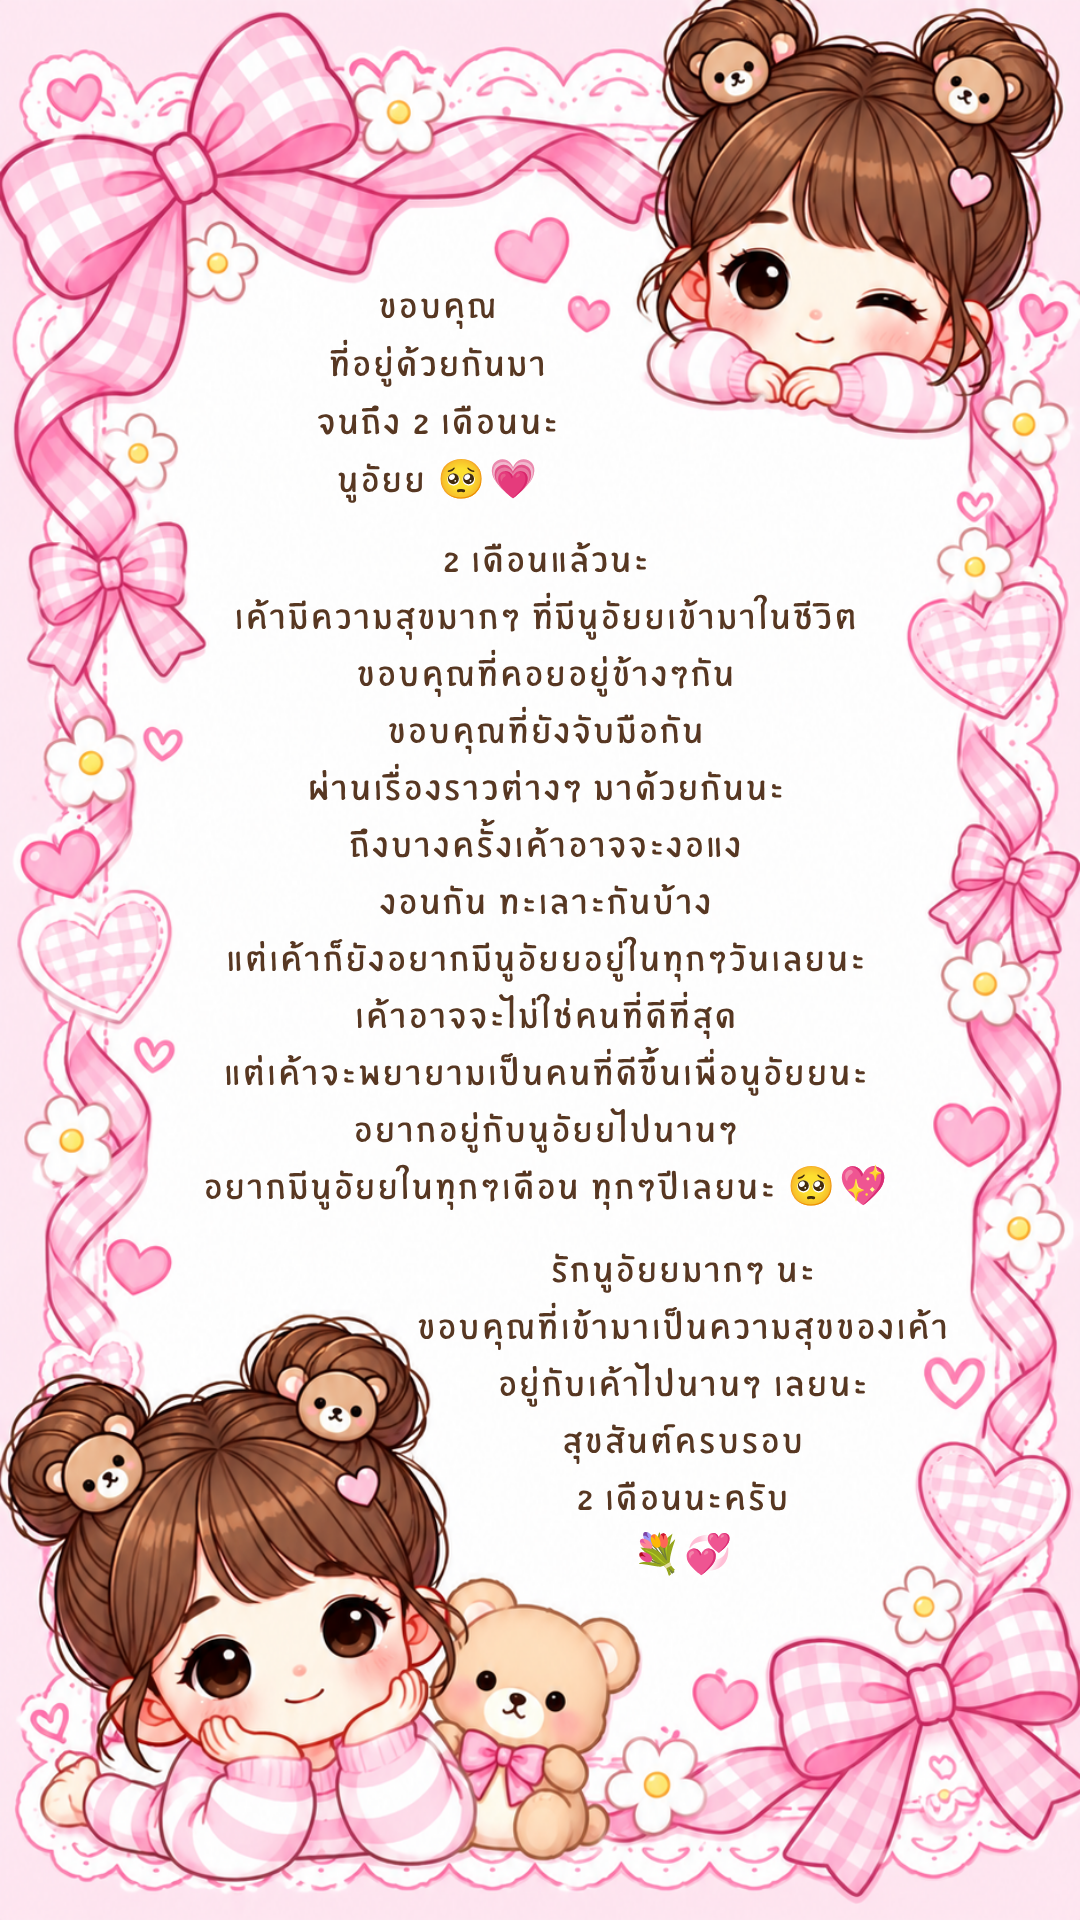 ขอบคุณ
ที่อยู่ด้วยกันมา
จนถึง 2 เดือนนะ
นูอัยย 🥺💗
2 เดือนแล้วนะ
เค้ามีความสุขมากๆ ที่มีนูอัยยเข้ามาในชีวิต
ขอบคุณที่คอยอยู่ข้างๆกัน
ขอบคุณที่ยังจับมือกัน
ผ่านเรื่องราวต่างๆ มาด้วยกันนะ
ถึงบางครั้งเค้าอาจจะงอแง
งอนกัน ทะเลาะกันบ้าง
แต่เค้าก็ยังอยากมีนูอัยยอยู่ในทุกๆวันเลยนะ
เค้าอาจจะไม่ใช่คนที่ดีที่สุด
แต่เค้าจะพยายามเป็นคนที่ดีขึ้นเพื่อนูอัยยนะ
อยากอยู่กับนูอัยยไปนานๆ
อยากมีนูอัยยในทุกๆเดือน ทุกๆปีเลยนะ 🥺💖
รักนูอัยยมากๆ นะ
ขอบคุณที่เข้ามาเป็นความสุขของเค้า
อยู่กับเค้าไปนานๆ เลยนะ
สุขสันต์ครบรอบ
2 เดือนนะครับ
💐💞